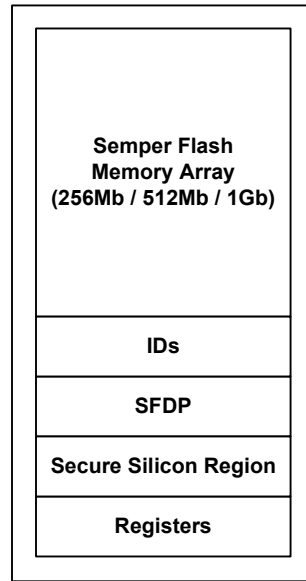 Semper Flash
Memory Array
(256Mb / 512Mb / 1Gb)
IDs
SFDP
Secure Silicon Region
Registers